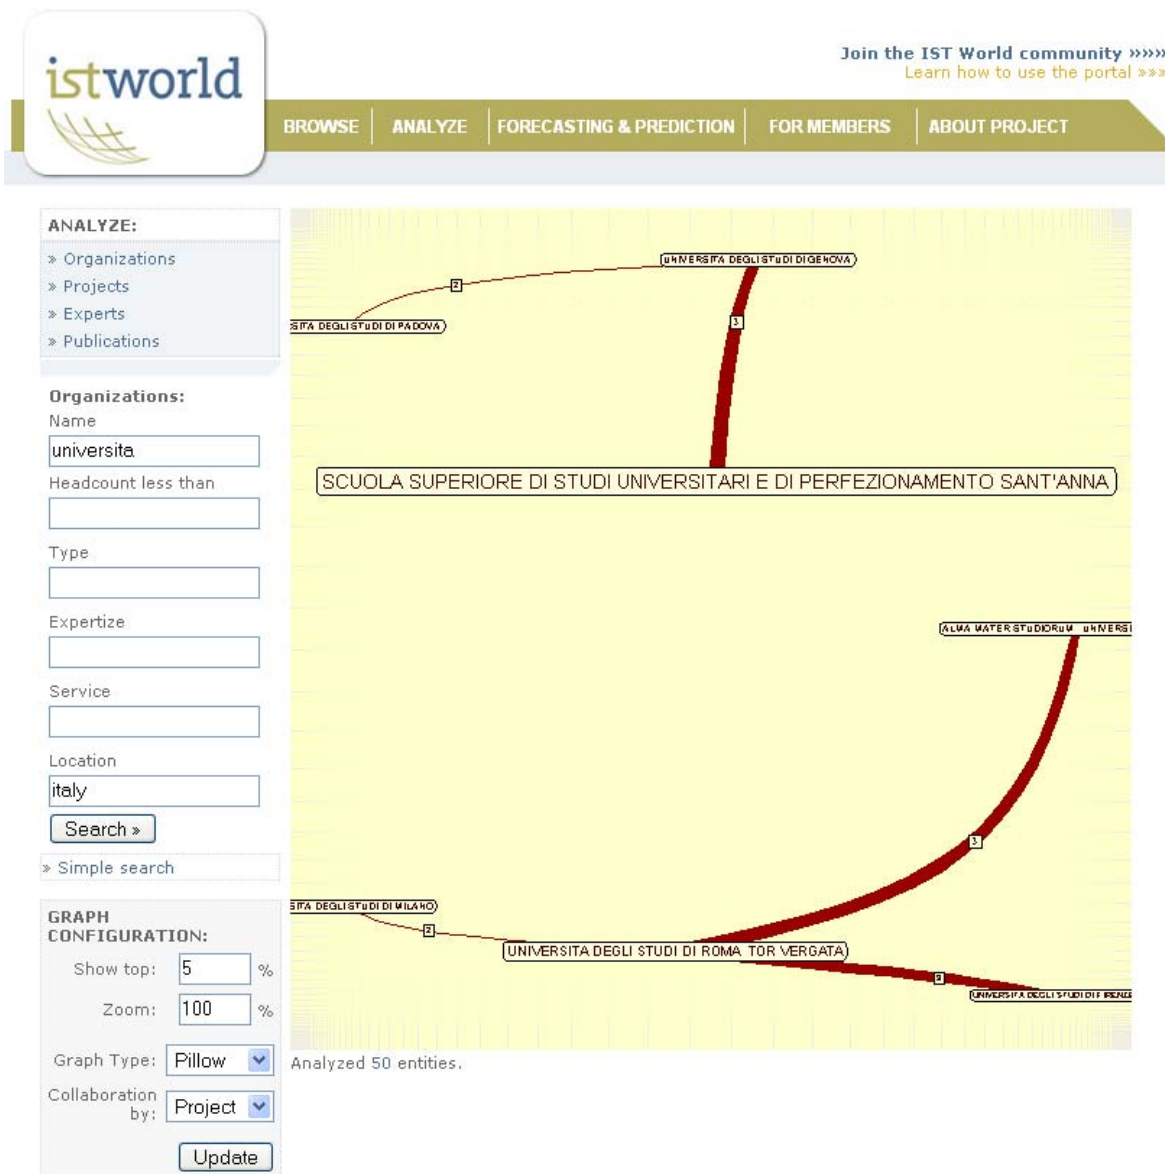 istworld
Join the IST World community »»»»
Learn how to use the portal »»»
BROWSE ANALYZE FORECASTING & PREDICTION FOR MEMBERS ABOUT PROJECT
ANALYZE:
» Organizations
» Projects
» Experts
» Publications
Organizations:
Name
universita
Headcount less than
Type
Expertize
Service
Location
italy
Search »
» Simple search
GRAPH
CONFIGURATION:
Show top: 5 %
Zoom: 100 %
Graph Type: Pillow
Collaboration
by: Project
Update
UNIVERSITA DEGLI STUDI DI GENOVA
2
SITA DEGLI STUDI DI PADOVA
3
SCUOLA SUPERIORE DI STUDI UNIVERSITARI E DI PERFEZIONAMENTO SANT'ANNA
ALMA MATER STUDIORUM UNIVERSI
3
SITA DEGLI STUDI DI MILANO
2
UNIVERSITA DEGLI STUDI DI ROMA TOR VERGATA
UNIVERSITA DEGLI STUDI DI FIRENZE
Analyzed 50 entities.